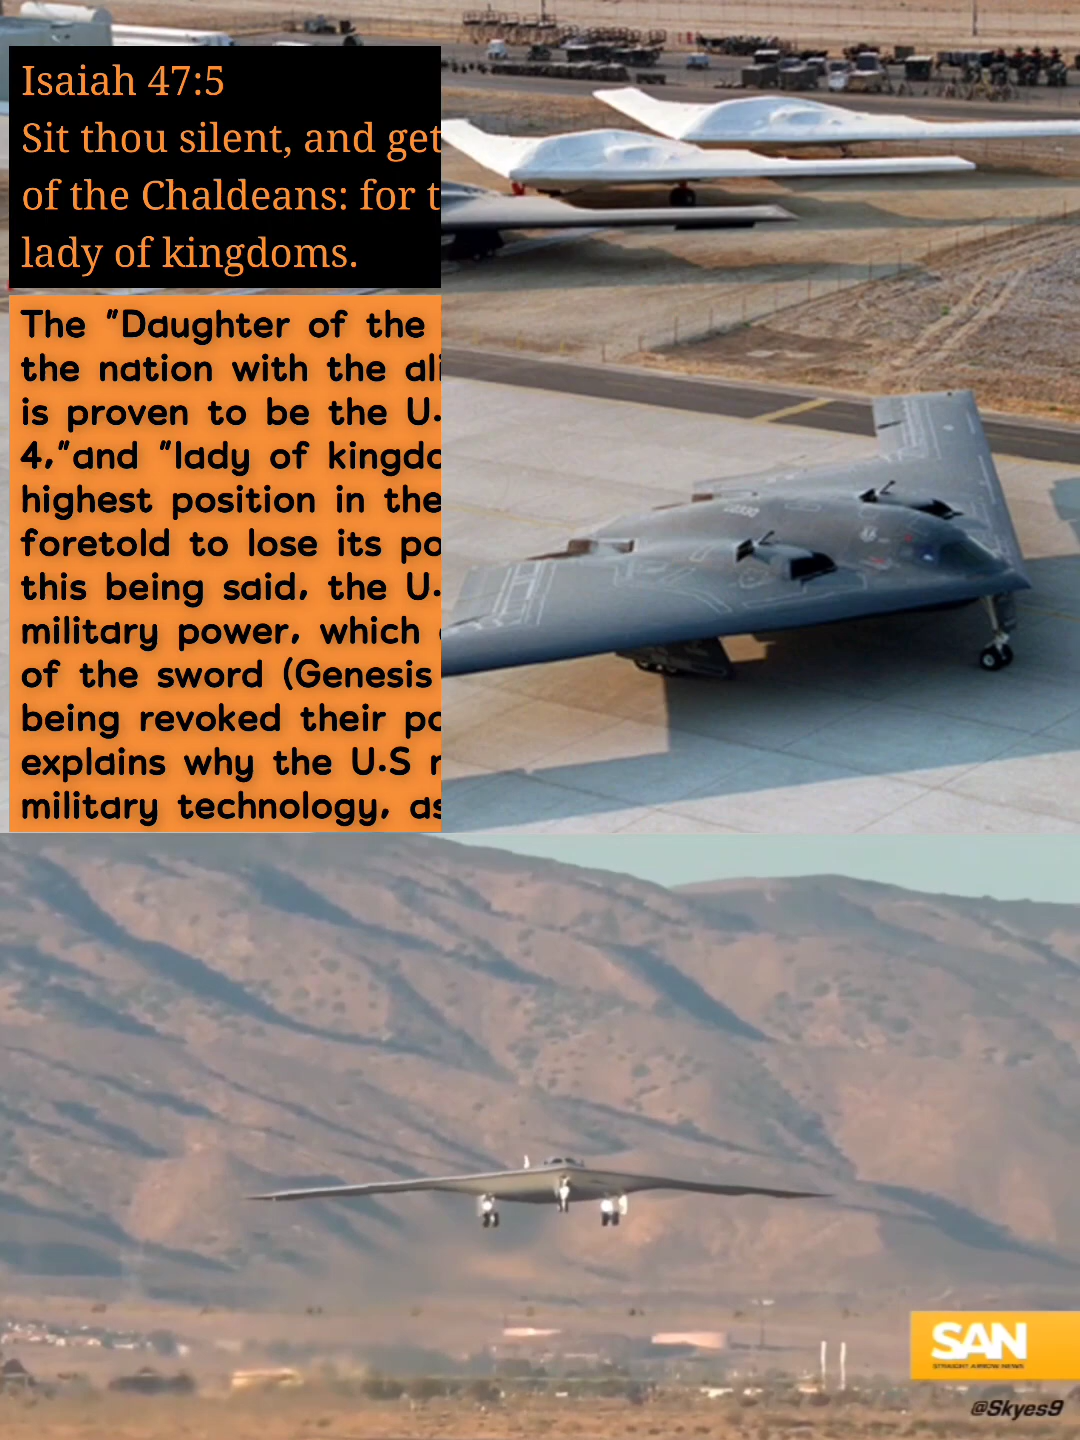 Isaiah 47:5
Sit thou silent, and get
of the Chaldeans: for t
lady of kingdoms.
The "Daughter of the
the nation with the ali
is proven to be the U.
4,"and "lady of kingdo
highest position in the
foretold to lose its po
this being said, the U.
military power, which
of the sword (Genesis
being revoked their po
explains why the U.S
military technology, as
SAN
STRAIGHT ARROW NEWS
@Skyes9